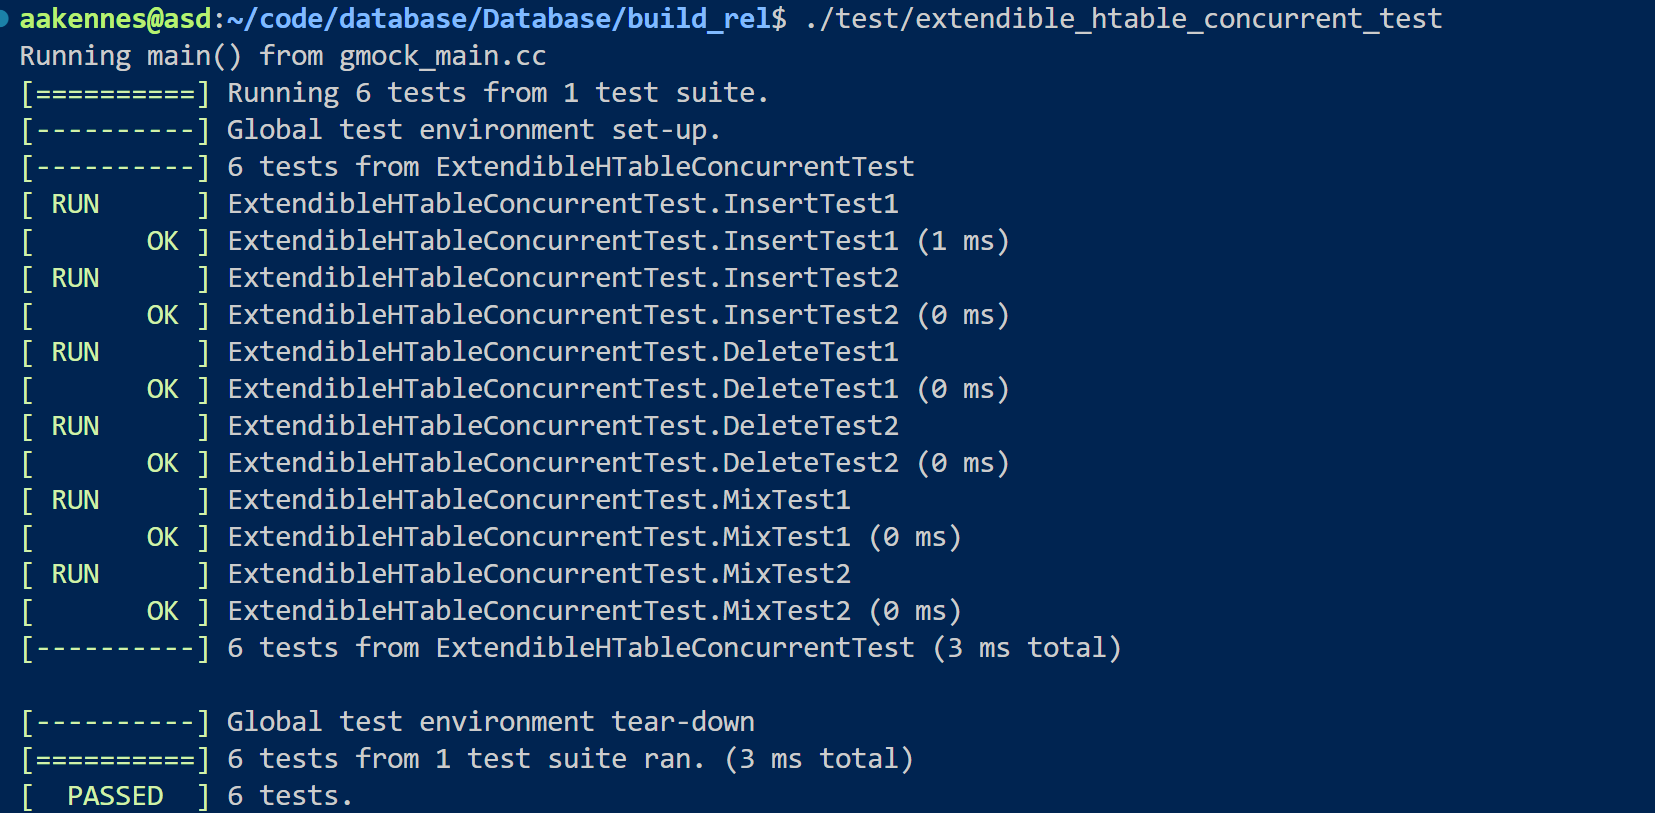 aakennes@asd:~/code/database/Database/build_rel$ ./test/extendible_htable_concurrent_test
Running main() from gmock_main.cc
[==========] Running 6 tests from 1 test suite.
[----------] Global test environment set-up.
[----------] 6 tests from ExtendibleHTableConcurrentTest
[ RUN      ] ExtendibleHTableConcurrentTest.InsertTest1
[       OK ] ExtendibleHTableConcurrentTest.InsertTest1 (1 ms)
[ RUN      ] ExtendibleHTableConcurrentTest.InsertTest2
[       OK ] ExtendibleHTableConcurrentTest.InsertTest2 (0 ms)
[ RUN      ] ExtendibleHTableConcurrentTest.DeleteTest1
[       OK ] ExtendibleHTableConcurrentTest.DeleteTest1 (0 ms)
[ RUN      ] ExtendibleHTableConcurrentTest.DeleteTest2
[       OK ] ExtendibleHTableConcurrentTest.DeleteTest2 (0 ms)
[ RUN      ] ExtendibleHTableConcurrentTest.MixTest1
[       OK ] ExtendibleHTableConcurrentTest.MixTest1 (0 ms)
[ RUN      ] ExtendibleHTableConcurrentTest.MixTest2
[       OK ] ExtendibleHTableConcurrentTest.MixTest2 (0 ms)
[----------] 6 tests from ExtendibleHTableConcurrentTest (3 ms total)

[----------] Global test environment tear-down
[==========] 6 tests from 1 test suite ran. (3 ms total)
[  PASSED  ] 6 tests.